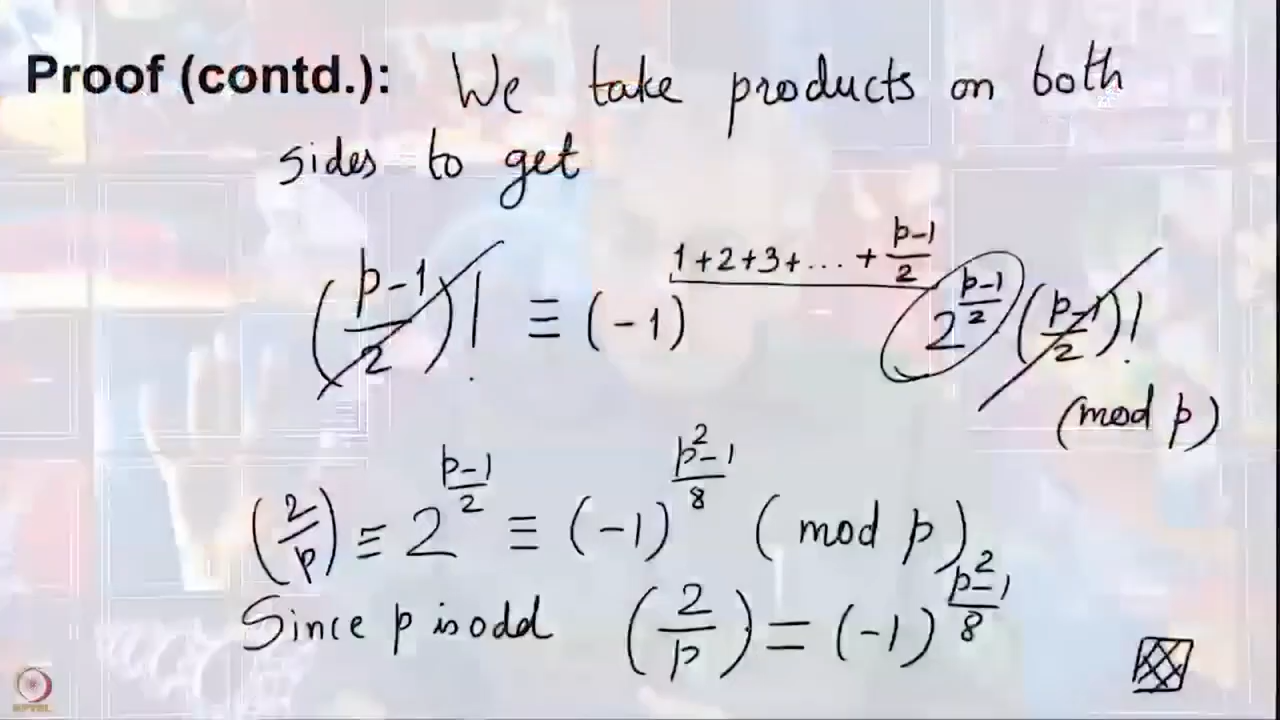 Proof (contd.): We take products on both
sides to get
((p-1)/2)! ≡ (-1)^(1+2+3+...+(p-1)/2) 2^((p-1)/2) ((p-1)/2)!
(mod p)
(2/p) ≡ 2^((p-1)/2) ≡ (-1)^((p²-1)/8) (mod p)
Since p is odd (2/p) = (-1)^((p²-1)/8)
NPTEL